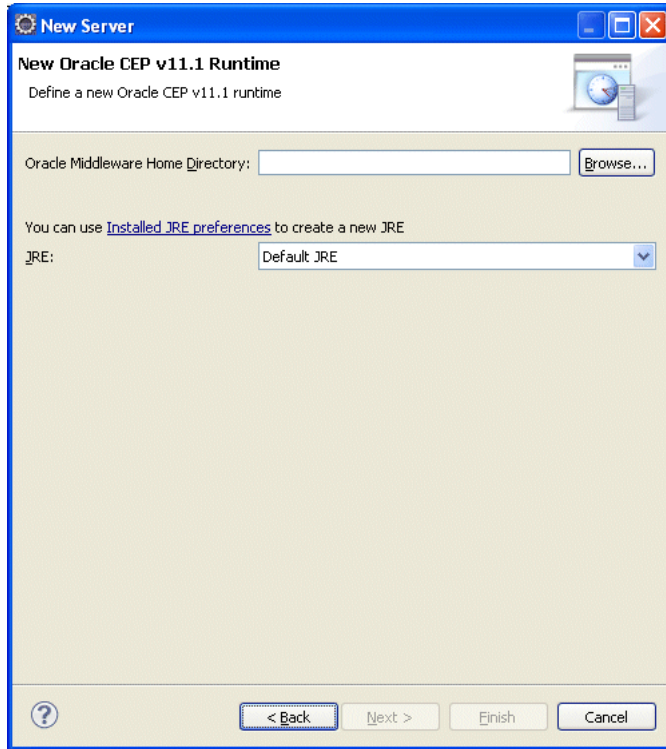 New Server
New Oracle CEP v11.1 Runtime
Define a new Oracle CEP v11.1 runtime
Oracle Middleware Home Directory:
Browse...
You can use Installed JRE preferences to create a new JRE
JRE:
Default JRE
?
< Back
Next >
Finish
Cancel